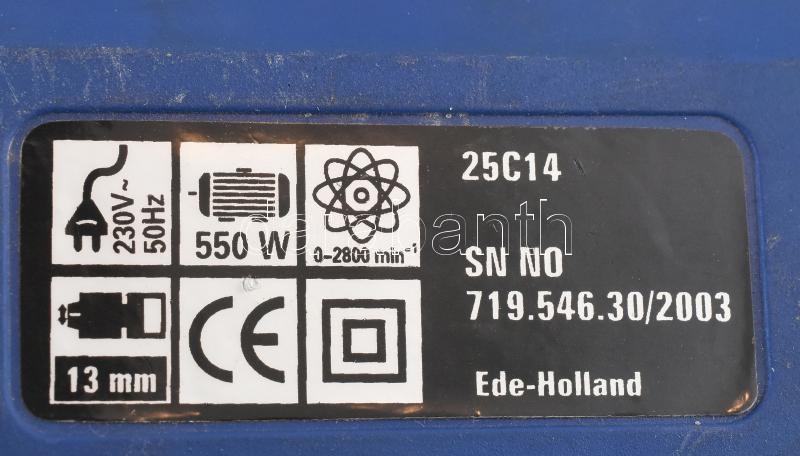 230V~
50Hz
550 W
0-2800 min⁻¹
13 mm
CE
25C14
SN NO
719.546.30/2003
Ede-Holland